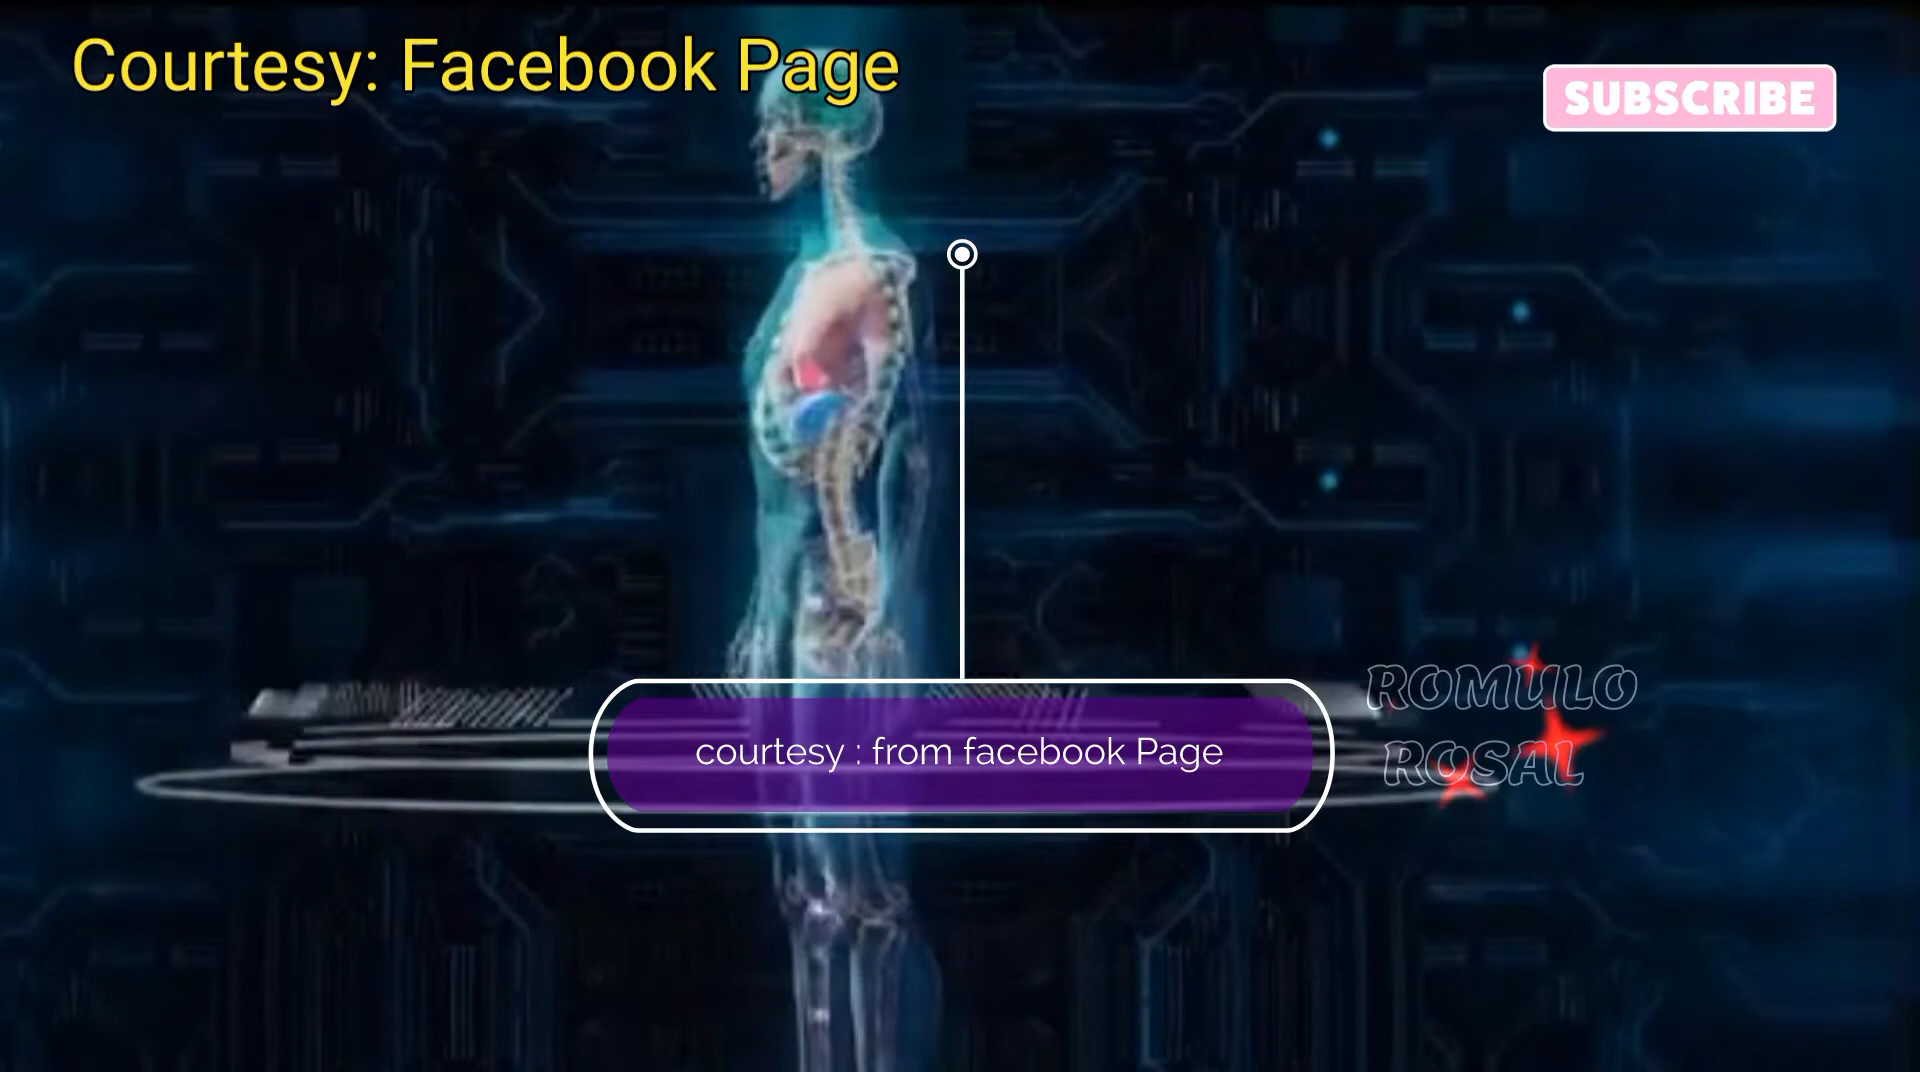 Courtesy: Facebook Page
SUBSCRIBE
courtesy : from facebook Page
ROMULO
ROSAL